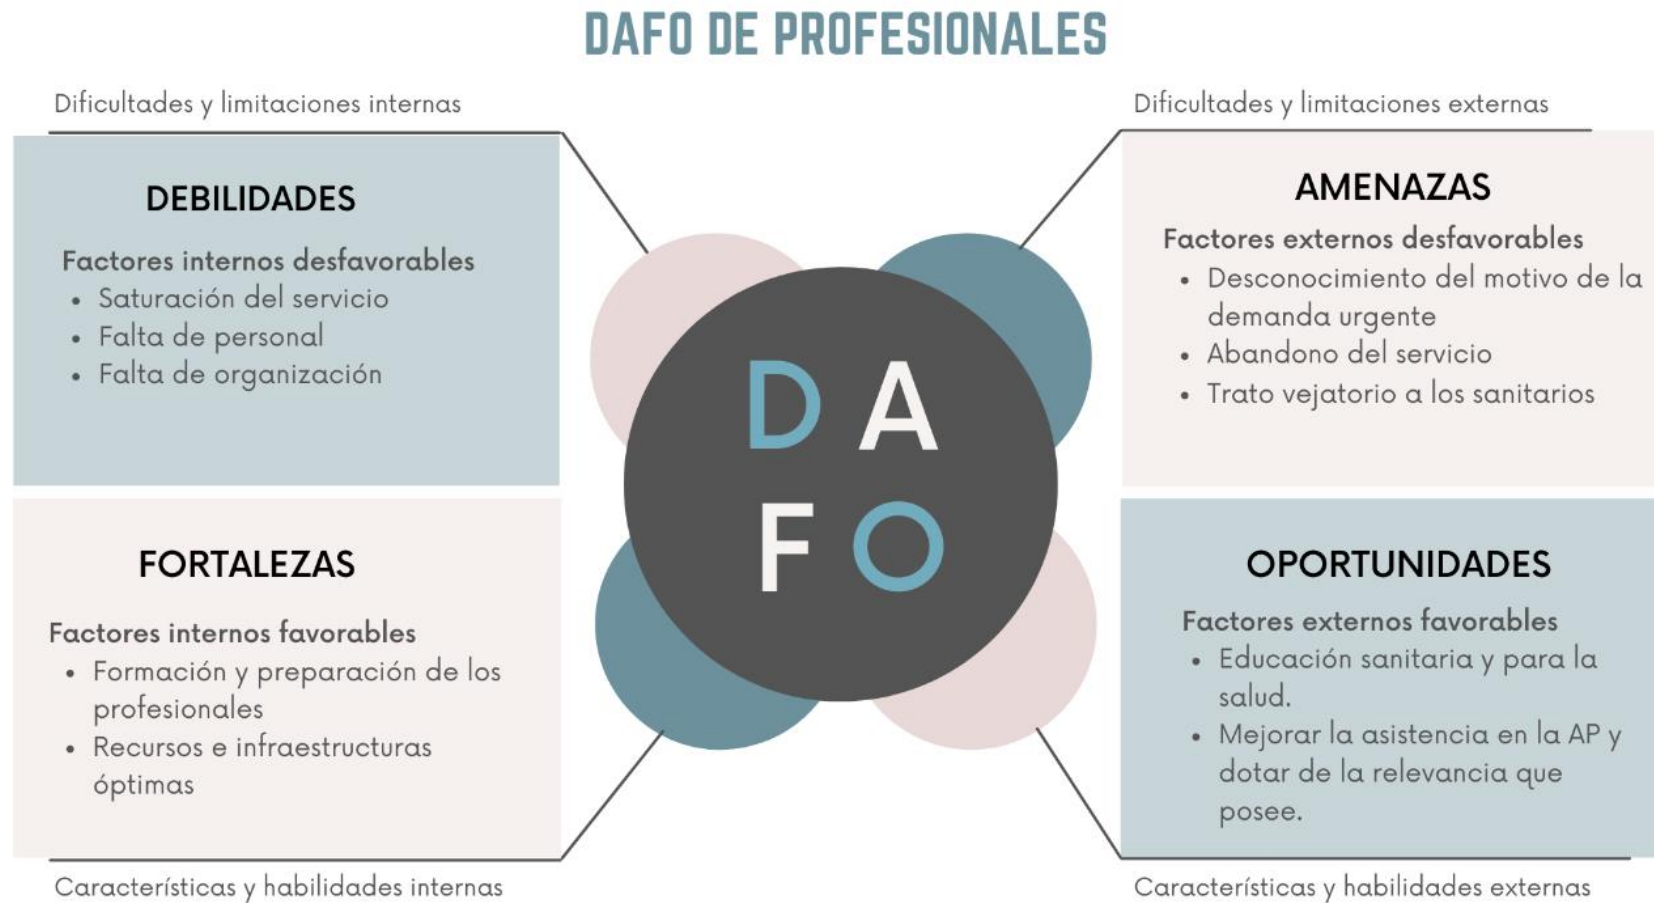 DAFO DE PROFESIONALES
Dificultades y limitaciones internas
DEBILIDADES
Factores internos desfavorables
• Saturación del servicio
• Falta de personal
• Falta de organización
Dificultades y limitaciones externas
AMENAZAS
Factores externos desfavorables
• Desconocimiento del motivo de la
demanda urgente
• Abandono del servicio
• Trato vejatorio a los sanitarios
D A
F O
FORTALEZAS
Factores internos favorables
• Formación y preparación de los
profesionales
• Recursos e infraestructuras
óptimas
Características y habilidades internas
OPORTUNIDADES
Factores externos favorables
• Educación sanitaria y para la
salud.
• Mejorar la asistencia en la AP y
dotar de la relevancia que
posee.
Características y habilidades externas